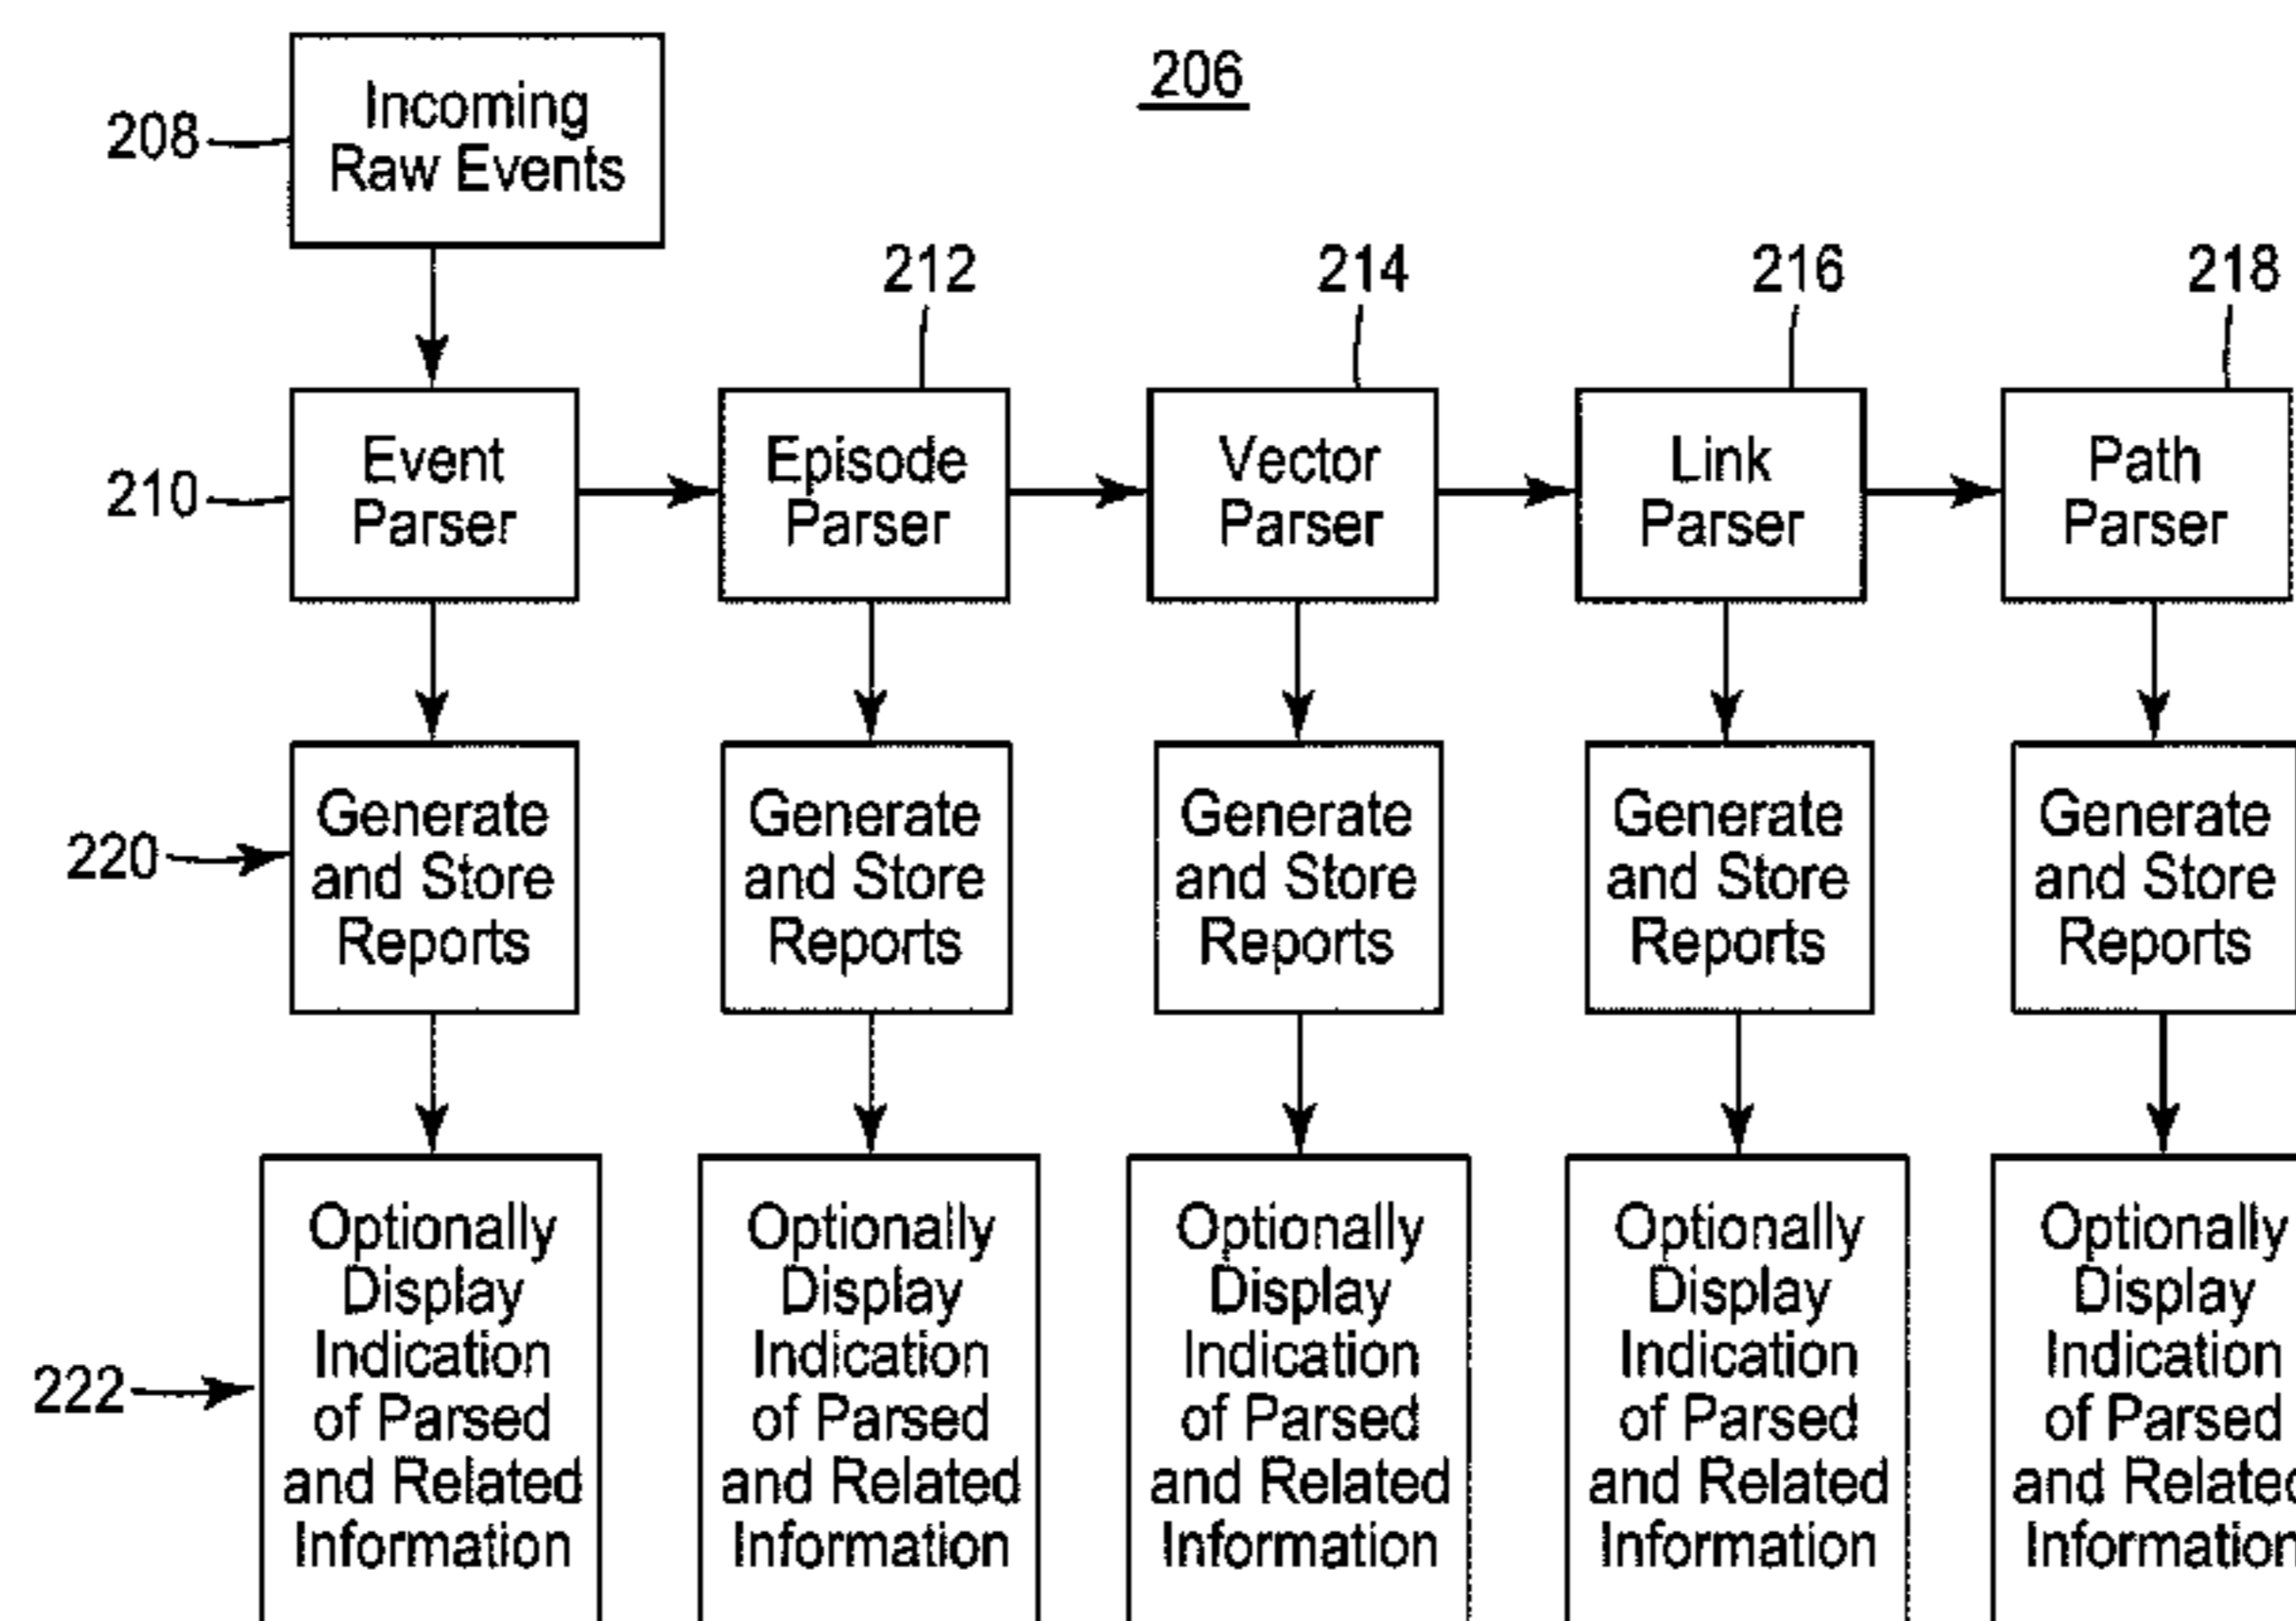 206
208
Incoming
Raw Events
212
214
216
218
210
Event
Parser
Episode
Parser
Vector
Parser
Link
Parser
Path
Parser
220
Generate
and Store
Reports
Generate
and Store
Reports
Generate
and Store
Reports
Generate
and Store
Reports
Generate
and Store
Reports
222
Optionally
Display
Indication
of Parsed
and Related
Information
Optionally
Display
Indication
of Parsed
and Related
Information
Optionally
Display
Indication
of Parsed
and Related
Information
Optionally
Display
Indication
of Parsed
and Related
Information
Optionally
Display
Indication
of Parsed
and Related
Information